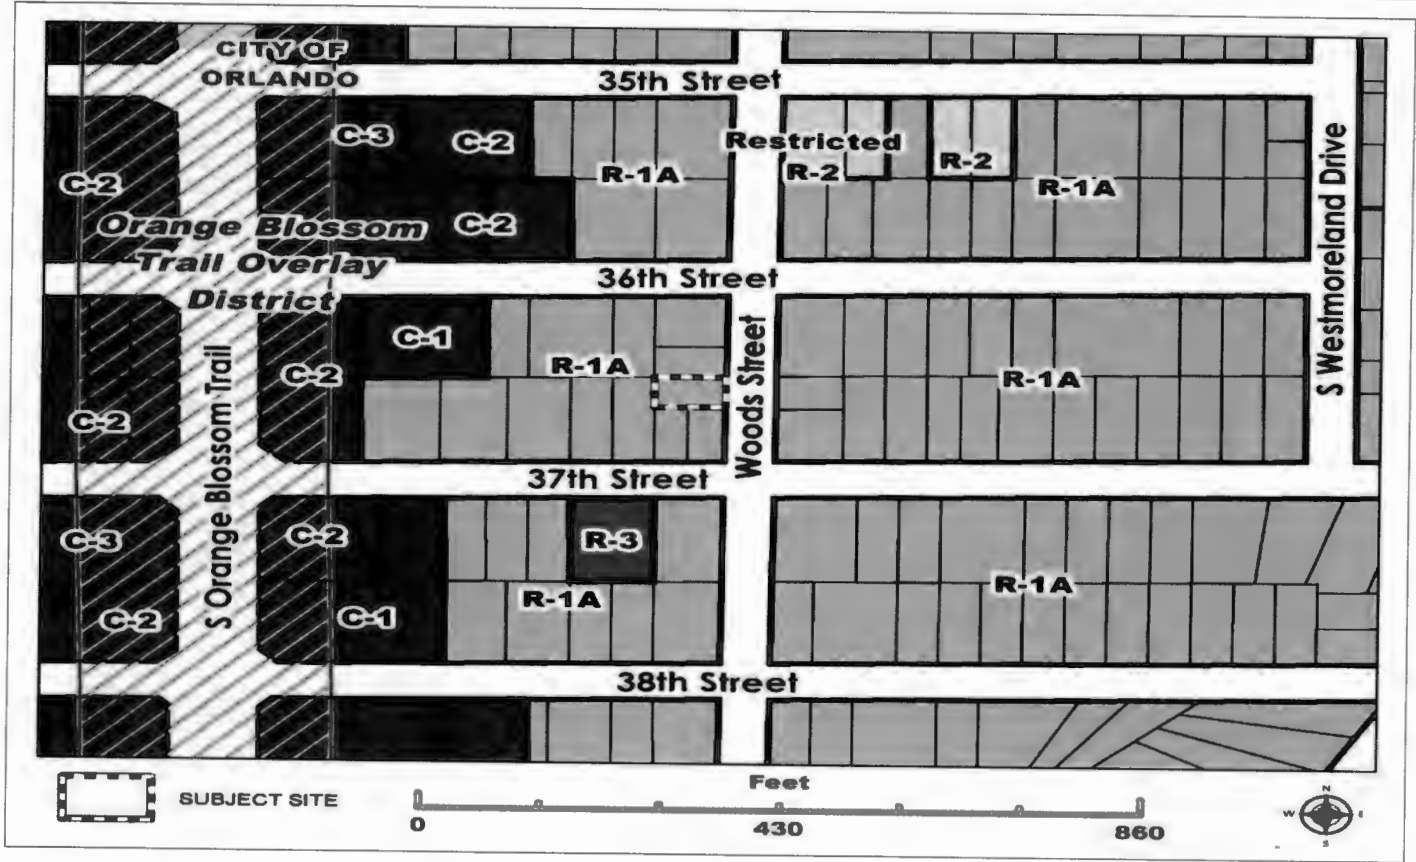 CITY OF
ORLANDO
35th Street
C-3
C-2
Restricted
R-2
R-2
R-1A
R-1A
C-2
C-2
Orange Blossom
Trail Overlay
District
36th Street
S Westmoreland Drive
C-1
R-1A
C-2
R-1A
C-2
S Orange Blossom Trail
Woods Street
37th Street
C-3
C-2
R-3
R-1A
R-1A
C-2
C-1
38th Street
SUBJECT SITE
Feet
0
430
860
N
W
E
S